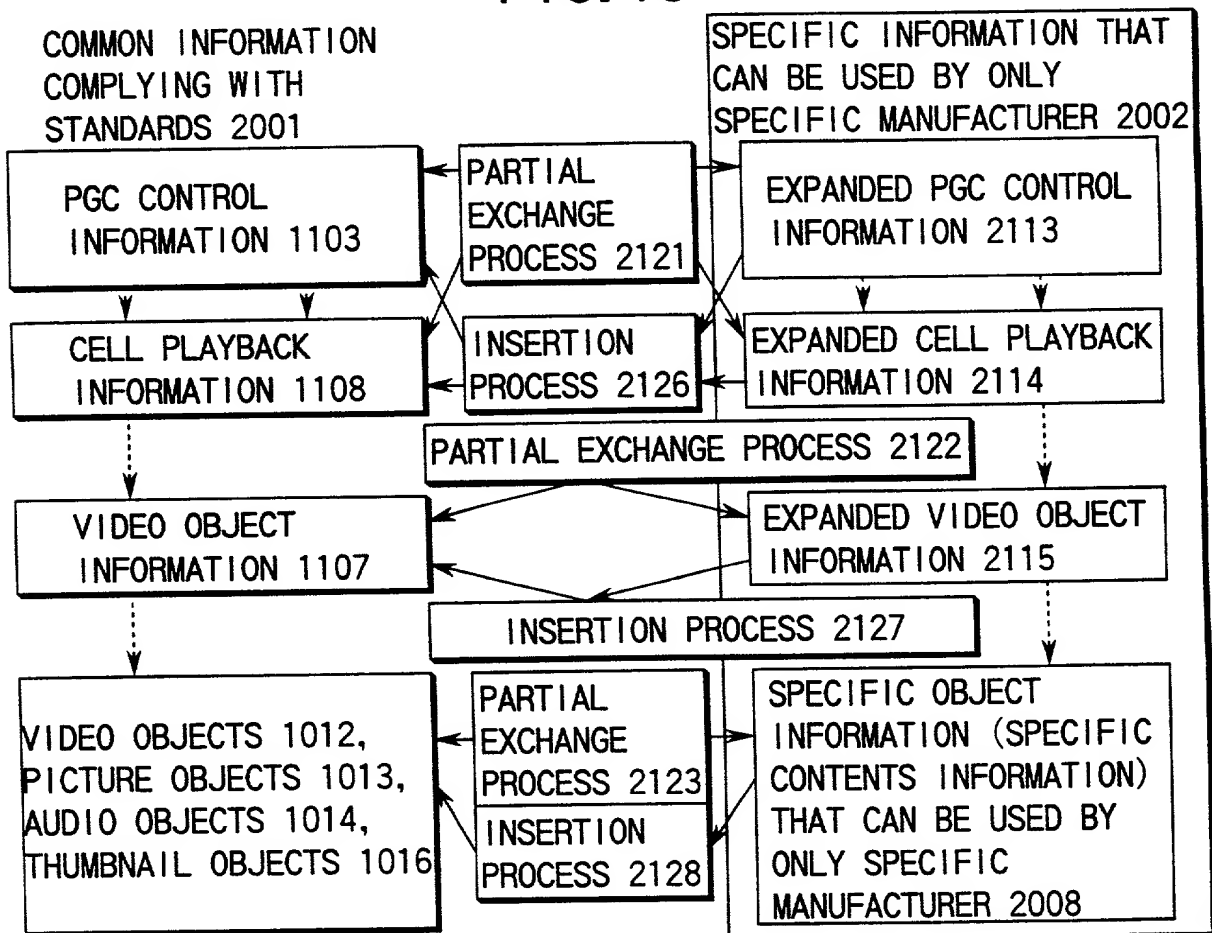 COMMON INFORMATION
COMPLYING WITH
STANDARDS 2001
SPECIFIC INFORMATION THAT
CAN BE USED BY ONLY
SPECIFIC MANUFACTURER 2002
PGC CONTROL
INFORMATION 1103
PARTIAL
EXCHANGE
PROCESS 2121
EXPANDED PGC CONTROL
INFORMATION 2113
CELL PLAYBACK
INFORMATION 1108
INSERTION
PROCESS 2126
EXPANDED CELL PLAYBACK
INFORMATION 2114
PARTIAL EXCHANGE PROCESS 2122
VIDEO OBJECT
INFORMATION 1107
EXPANDED VIDEO OBJECT
INFORMATION 2115
INSERTION PROCESS 2127
VIDEO OBJECTS 1012,
PICTURE OBJECTS 1013,
AUDIO OBJECTS 1014,
THUMBNAIL OBJECTS 1016
PARTIAL
EXCHANGE
PROCESS 2123
INSERTION
PROCESS 2128
SPECIFIC OBJECT
INFORMATION (SPECIFIC
CONTENTS INFORMATION)
THAT CAN BE USED BY
ONLY SPECIFIC
MANUFACTURER 2008